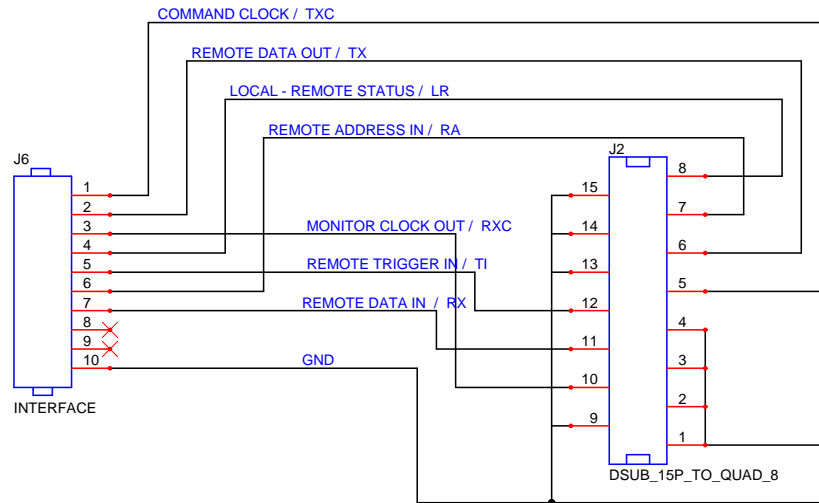 COMMAND CLOCK / TXC
REMOTE DATA OUT / TX
LOCAL - REMOTE STATUS / LR
REMOTE ADDRESS IN / RA
J6
1
2
3
4
5
6
7
8
9
10
INTERFACE
MONITOR CLOCK OUT / RXC
REMOTE TRIGGER IN / TI
REMOTE DATA IN / RX
GND
J2
15
14
13
12
11
10
9
8
7
6
5
4
3
2
1
DSUB_15P_TO_QUAD_8